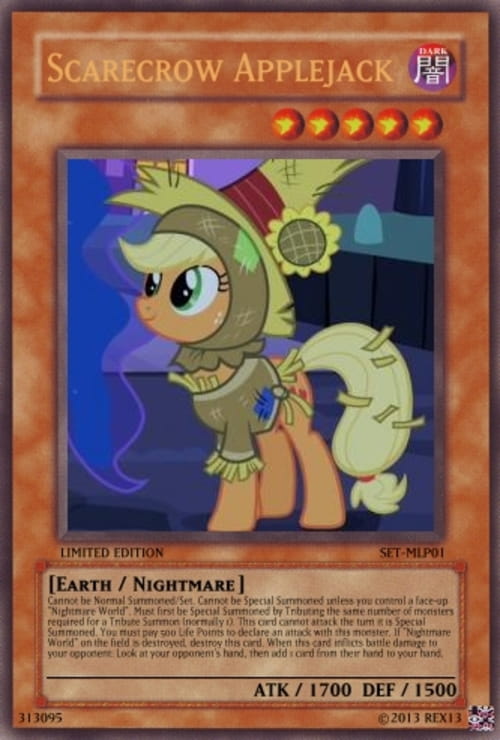 SCARECROW APPLEJACK
DARK
闇
LIMITED EDITION
SET-MLP01
[EARTH / NIGHTMARE]
Cannot be Normal Summoned/Set. Cannot be Special Summoned unless you control a face-up
"Nightmare World". Must first be Special Summoned by Tributing the same number of monsters
required for a Tribute Summon (normally 1). This card cannot attack the turn it is Special
Summoned. You must pay 500 Life Points to declare an attack with this monster. If "Nightmare
World" on the field is destroyed, destroy this card. When this card inflicts battle damage to
your opponent: Look at your opponent's hand, then add 1 card from their hand to your hand.
ATK / 1700 DEF / 1500
313095
©2013 REX13